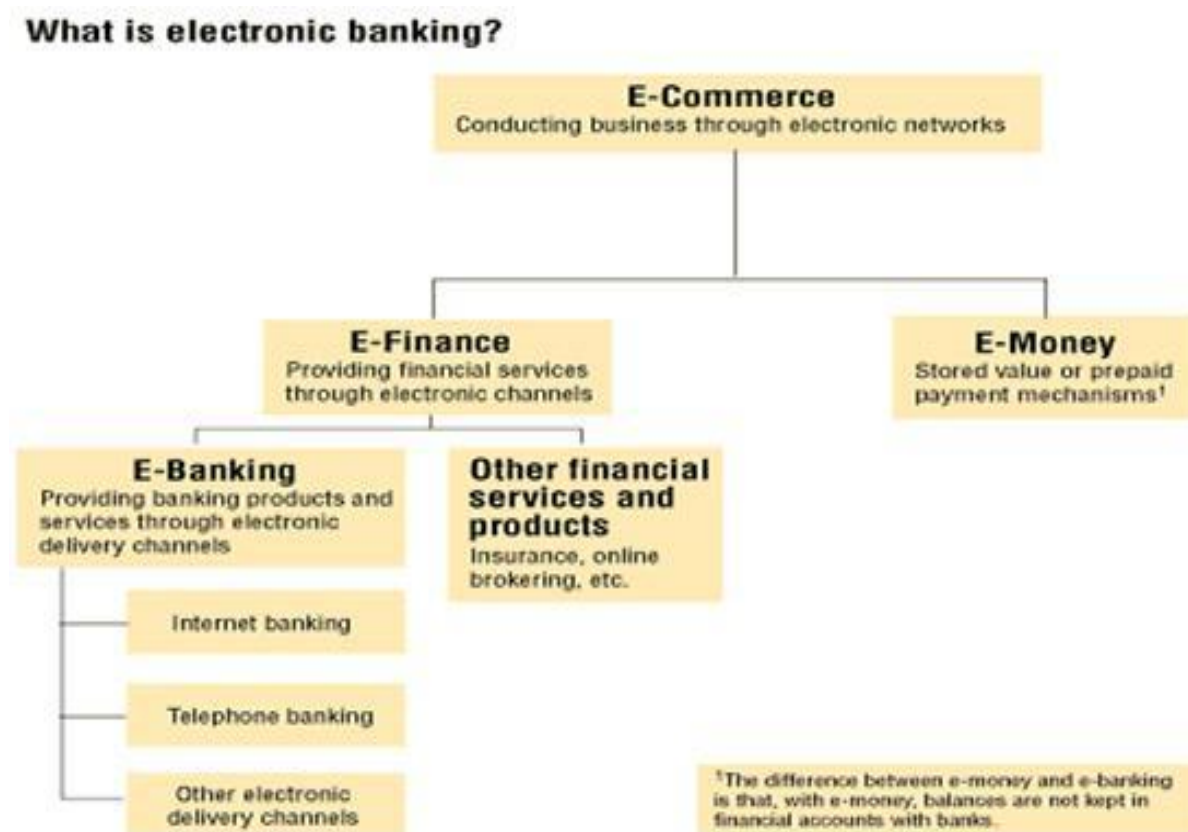 What is electronic banking?
E-Commerce
Conducting business through electronic networks
E-Finance
Providing financial services
through electronic channels
E-Money
Stored value or prepaid
payment mechanisms¹
E-Banking
Providing banking products and
services through electronic
delivery channels
Other financial
services and
products
Insurance, online
brokering, etc.
Internet banking
Telephone banking
Other electronic
delivery channels
¹The difference between e-money and e-banking
is that, with e-money, balances are not kept in
financial accounts with banks.